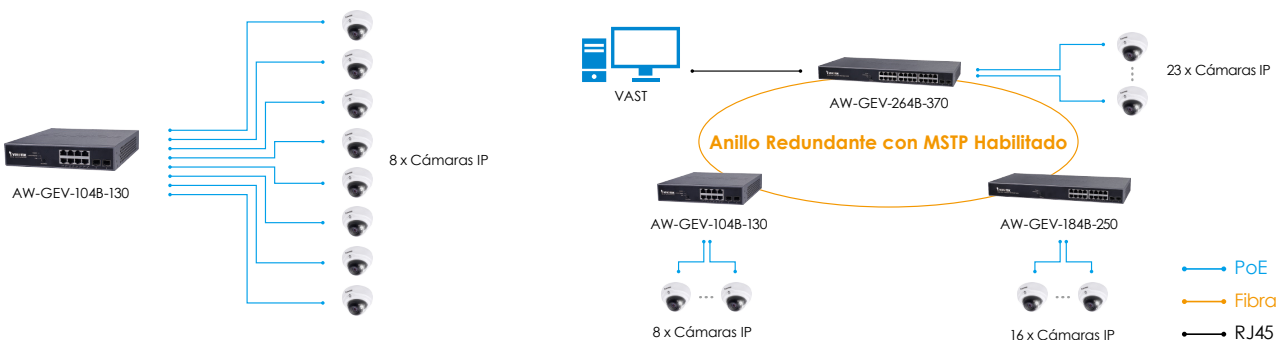 AW-GEV-104B-130
8 x Cámaras IP
VAST
AW-GEV-264B-370
23 x Cámaras IP
Anillo Redundante con MSTP Habilitado
AW-GEV-104B-130
AW-GEV-184B-250
8 x Cámaras IP
16 x Cámaras IP
PoE
Fibra
RJ45